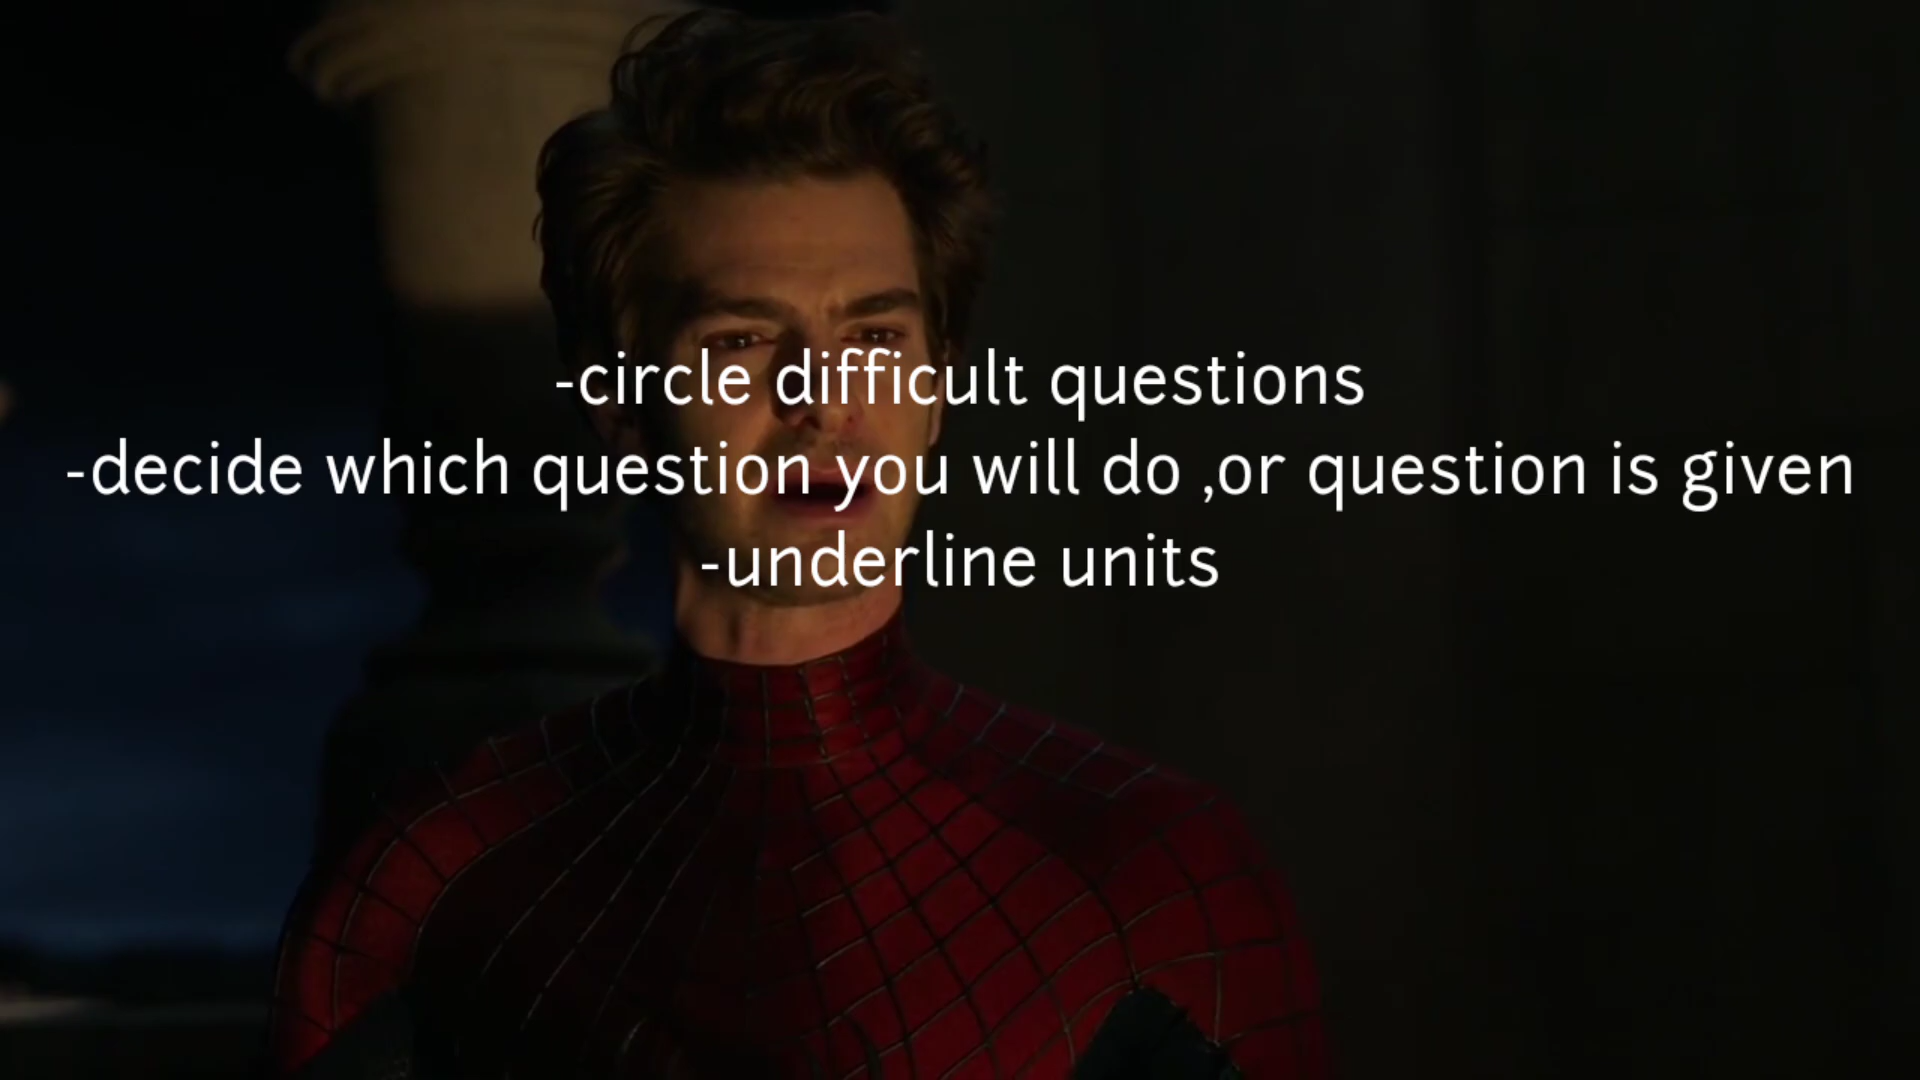 -circle difficult questions
-decide which question you will do ,or question is given
-underline units